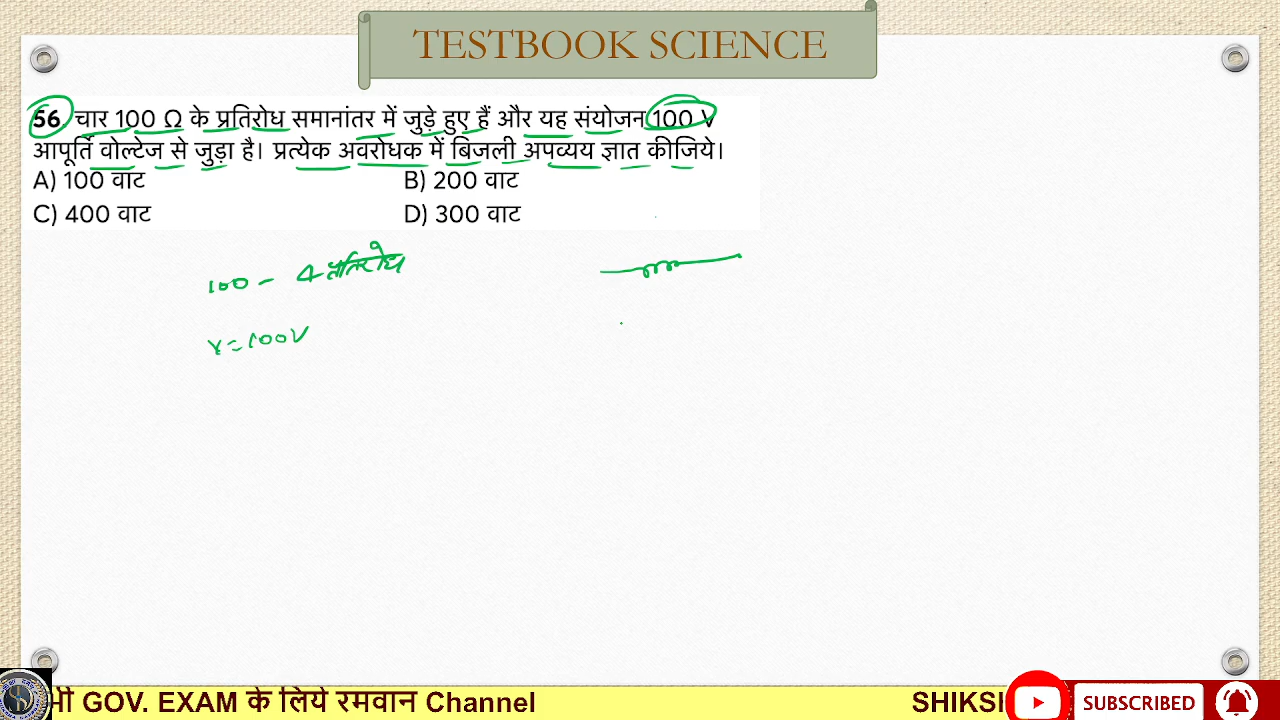 TESTBOOK SCIENCE
56. चार 100 Ω के प्रतिरोध समानांतर में जुड़े हुए हैं और यह संयोजन 100 V
आपूर्ति वोल्टेज से जुड़ा है। प्रत्येक अवरोधक में बिजली अपव्यय ज्ञात कीजिये।
A) 100 वाट B) 200 वाट
C) 400 वाट D) 300 वाट
100 - 4 प्रतिरोध
V = 100V
भी GOV. EXAM के लिये रमवान Channel SHIKSI SUBSCRIBED